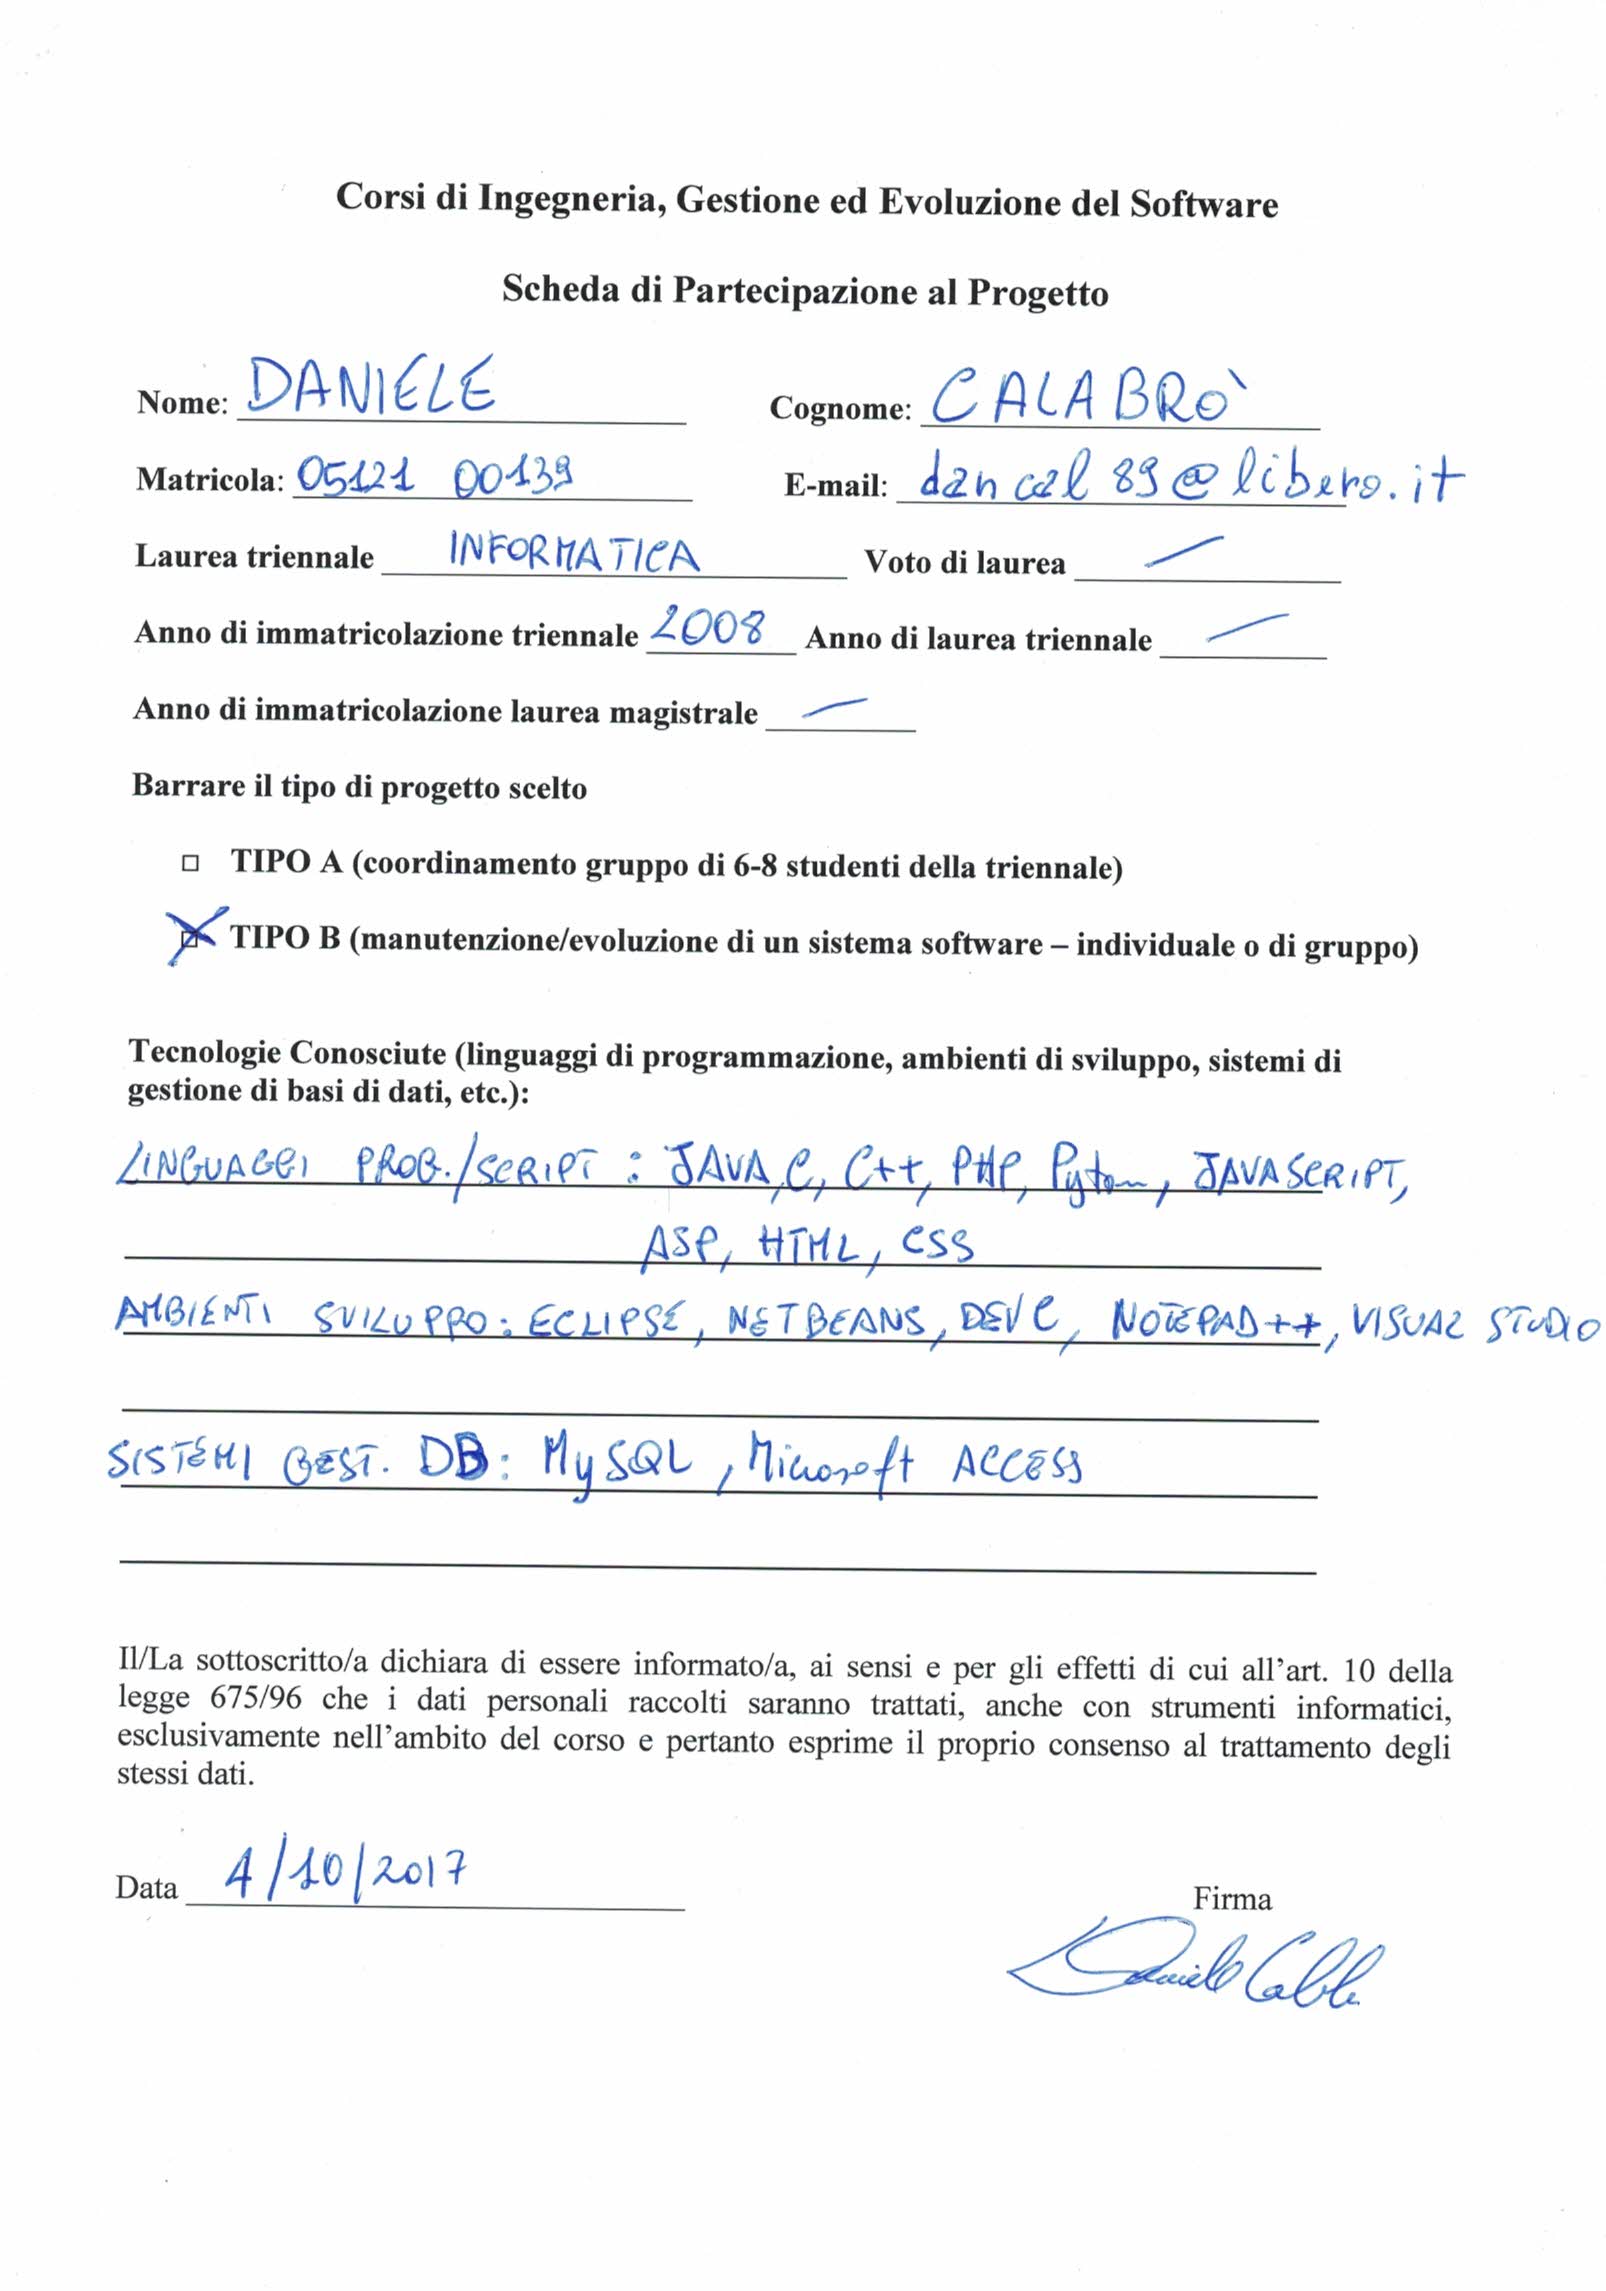 Corsi di Ingegneria, Gestione ed Evoluzione del Software
Scheda di Partecipazione al Progetto
Nome: DANIELE Cognome: CALABRÒ
Matricola: 05121 00139 E-mail: dancal89@libero.it
Laurea triennale INFORMATICA Voto di laurea —
Anno di immatricolazione triennale 2008 Anno di laurea triennale —
Anno di immatricolazione laurea magistrale —
Barrare il tipo di progetto scelto
□ TIPO A (coordinamento gruppo di 6-8 studenti della triennale)
☒ TIPO B (manutenzione/evoluzione di un sistema software – individuale o di gruppo)
Tecnologie Conosciute (linguaggi di programmazione, ambienti di sviluppo, sistemi di
gestione di basi di dati, etc.):
LINGUAGGI PROG./SCRIPT : JAVA, C, C++, PHP, Pyton, JAVASCRIPT,
ASP, HTML, CSS
AMBIENTI SVILUPPO: ECLIPSE, NETBEANS, DEV C, NOTEPAD++, VISUAL STUDIO
SISTEMI GEST. DB: MySQL, Microsoft ACCESS
Il/La sottoscritto/a dichiara di essere informato/a, ai sensi e per gli effetti di cui all'art. 10 della
legge 675/96 che i dati personali raccolti saranno trattati, anche con strumenti informatici,
esclusivamente nell'ambito del corso e pertanto esprime il proprio consenso al trattamento degli
stessi dati.
Data 4/10/2017
Firma
Daniele Calabrò